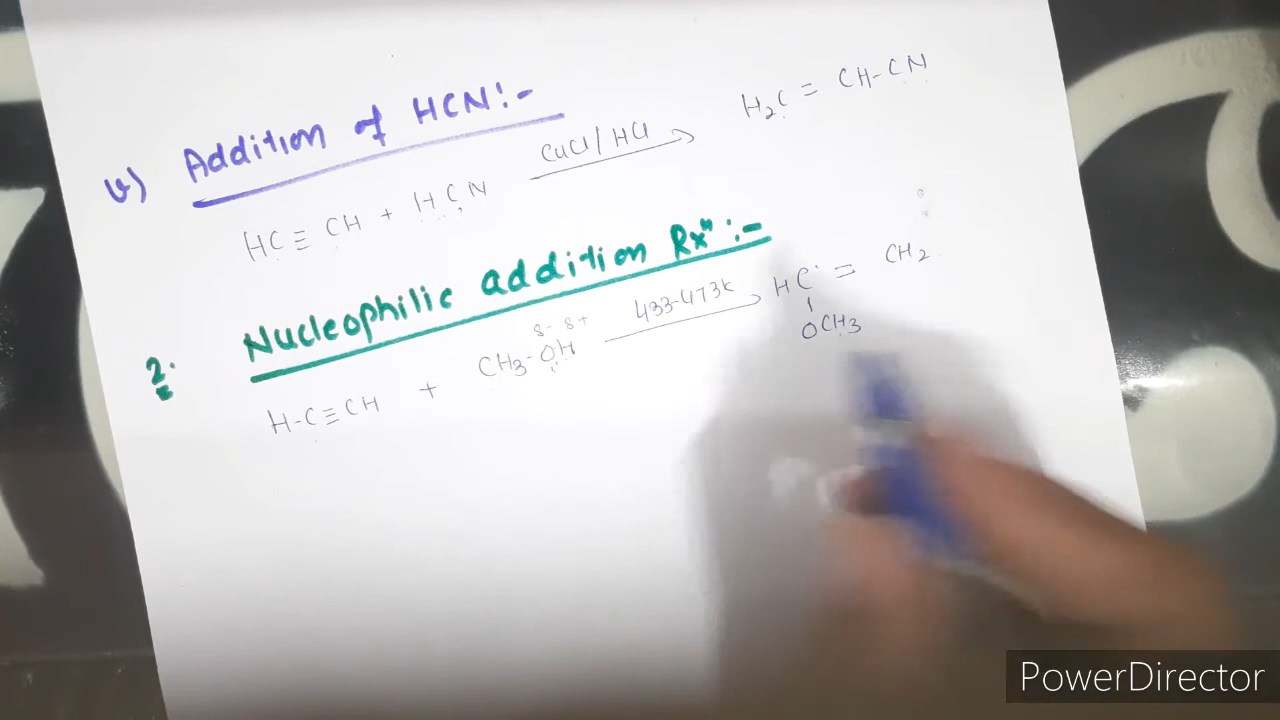 v) Addition of HCN:-
HC ≡ CH + HCN CuCl/HCl → H₂C = CH-CN
2. Nucleophilic addition Rxⁿ :-
δ- δ+
H-C≡CH + CH₃-OH 433-473K → HC = CH₂
OCH₃
PowerDirector